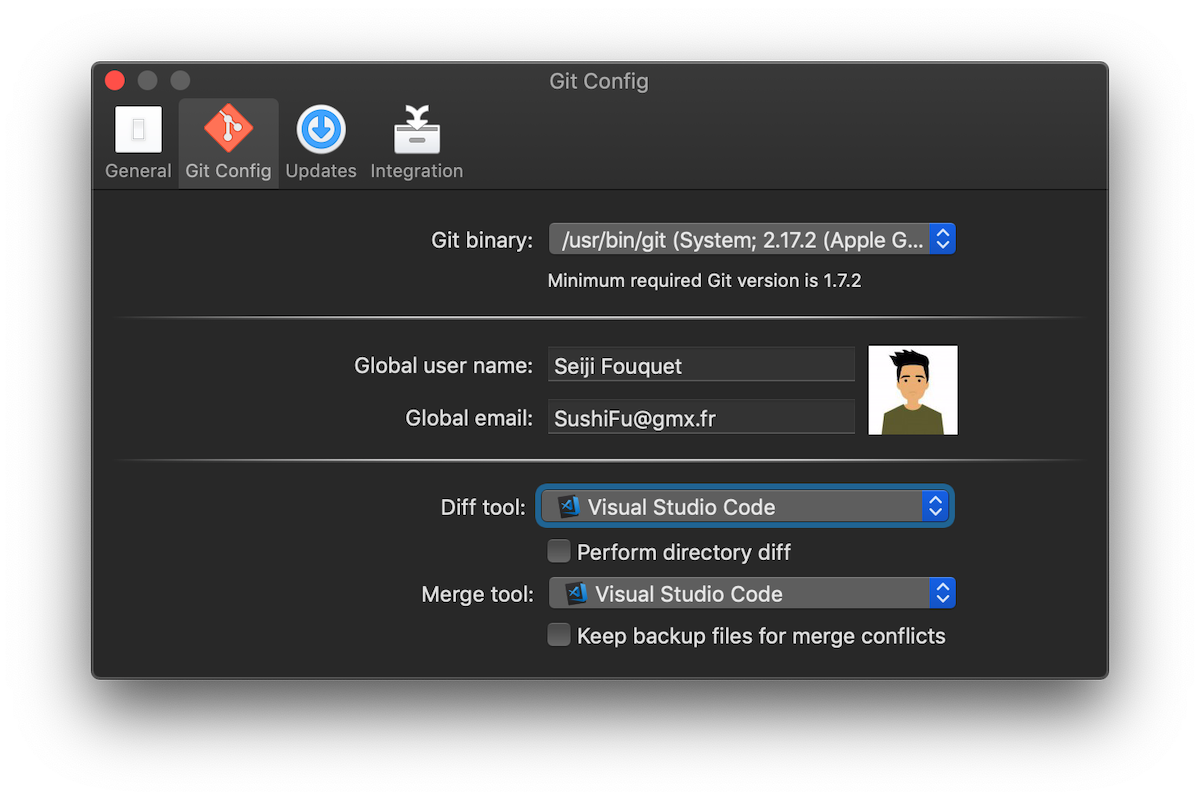 Git Config
General Git Config Updates Integration
Git binary: /usr/bin/git (System; 2.17.2 (Apple G...
Minimum required Git version is 1.7.2
Global user name: Seiji Fouquet
Global email: SushiFu@gmx.fr
Diff tool: Visual Studio Code
Perform directory diff
Merge tool: Visual Studio Code
Keep backup files for merge conflicts